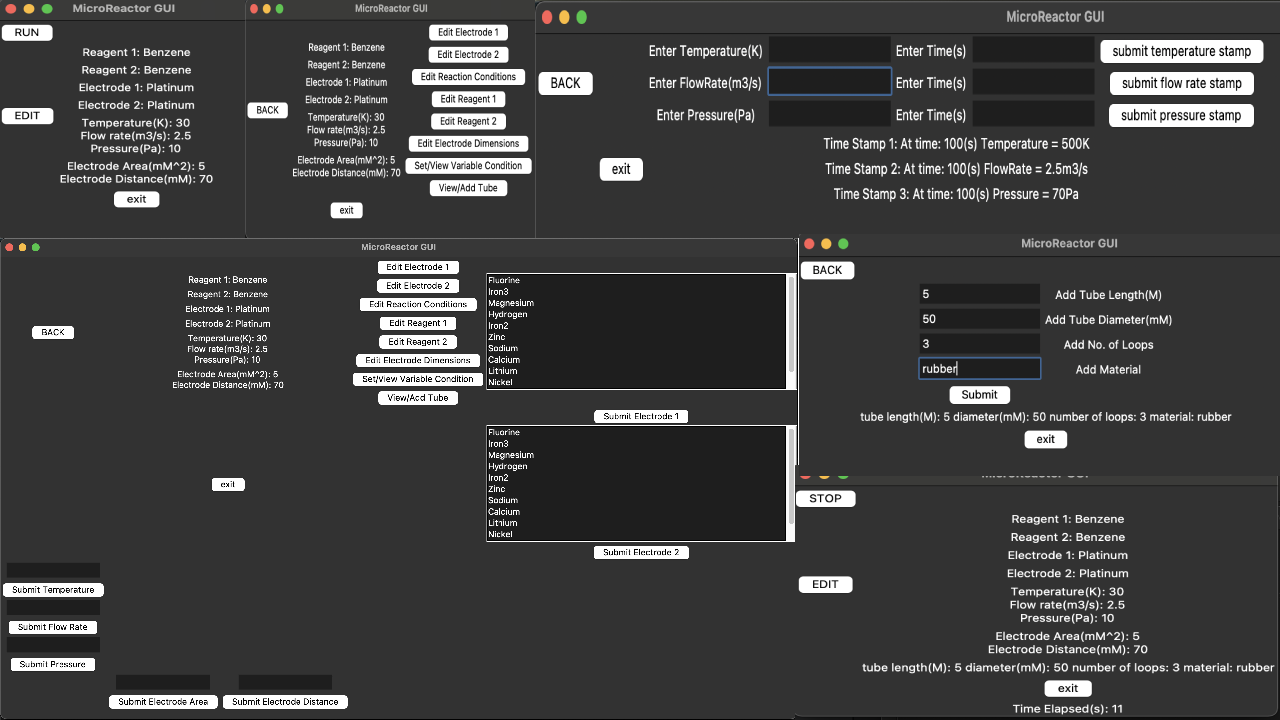 MicroReactor GUI
RUN
Reagent 1: Benzene
Reagent 2: Benzene
Electrode 1: Platinum
Electrode 2: Platinum
EDIT
Temperature(K): 30
Flow rate(m3/s): 2.5
Pressure(Pa): 10
Electrode Area(mM^2): 5
Electrode Distance(mM): 70
exit
MicroReactor GUI
Edit Electrode 1
Reagent 1: Benzene
Edit Electrode 2
Reagent 2: Benzene
Edit Reaction Conditions
Electrode 1: Platinum
Edit Reagent 1
Electrode 2: Platinum
BACK
Temperature(K): 30
Edit Reagent 2
Flow rate(m3/s): 2.5
Pressure(Pa): 10
Edit Electrode Dimensions
Electrode Area(mM^2): 5
Set/View Variable Condition
Electrode Distance(mM): 70
View/Add Tube
exit
MicroReactor GUI
Enter Temperature(K) Enter Time(s) submit temperature stamp
BACK Enter FlowRate(m3/s) Enter Time(s) submit flow rate stamp
Enter Pressure(Pa) Enter Time(s) submit pressure stamp
Time Stamp 1: At time: 100(s) Temperature = 500K
exit Time Stamp 2: At time: 100(s) FlowRate = 2.5m3/s
Time Stamp 3: At time: 100(s) Pressure = 70Pa
MicroReactor GUI
Edit Electrode 1
Reagent 1: Benzene
Edit Electrode 2
Reagent 2: Benzene
Edit Reaction Conditions
Electrode 1: Platinum
Edit Reagent 1
Electrode 2: Platinum
BACK
Temperature(K): 30
Edit Reagent 2
Flow rate(m3/s): 2.5
Pressure(Pa): 10
Edit Electrode Dimensions
Electrode Area(mM^2): 5
Set/View Variable Condition
Electrode Distance(mM): 70
View/Add Tube
exit
Fluorine
Iron3
Magnesium
Hydrogen
Iron2
Zinc
Sodium
Calcium
Lithium
Nickel
Submit Electrode 1
Fluorine
Iron3
Magnesium
Hydrogen
Iron2
Zinc
Sodium
Calcium
Lithium
Nickel
Submit Electrode 2
Submit Temperature
Submit Flow Rate
Submit Pressure
Submit Electrode Area Submit Electrode Distance
MicroReactor GUI
BACK
5 Add Tube Length(M)
50 Add Tube Diameter(mM)
3 Add No. of Loops
rubber Add Material
Submit
tube length(M): 5 diameter(mM): 50 number of loops: 3 material: rubber
exit
MicroReactor GUI
STOP
Reagent 1: Benzene
Reagent 2: Benzene
Electrode 1: Platinum
Electrode 2: Platinum
EDIT
Temperature(K): 30
Flow rate(m3/s): 2.5
Pressure(Pa): 10
Electrode Area(mM^2): 5
Electrode Distance(mM): 70
tube length(M): 5 diameter(mM): 50 number of loops: 3 material: rubber
exit
Time Elapsed(s): 11